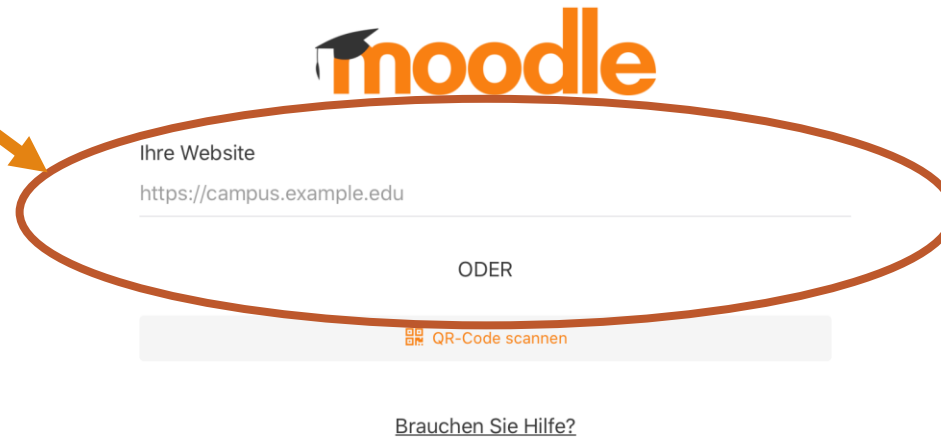 moodle
Ihre Website
https://campus.example.edu
ODER
QR-Code scannen
Brauchen Sie Hilfe?